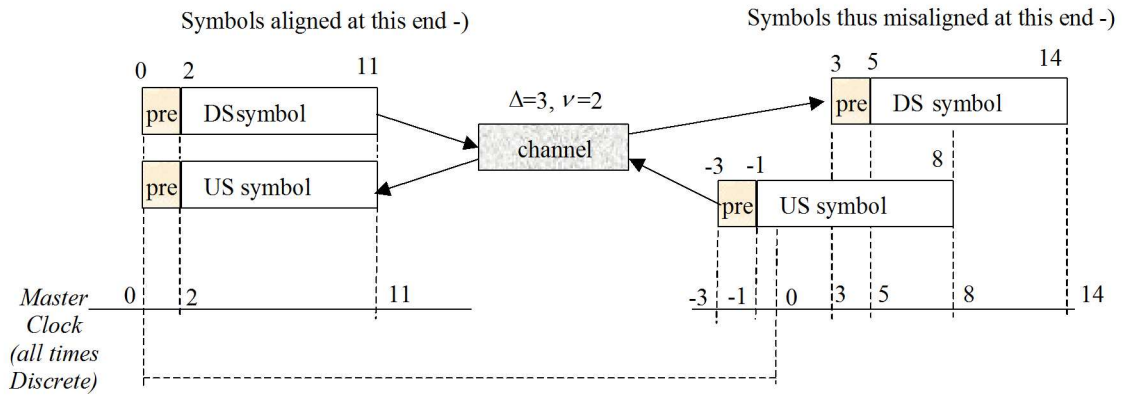 Symbols aligned at this end -)
Symbols thus misaligned at this end -)
0 2 11
3 5 14
Δ=3, ν=2
pre DSsymbol
pre DS symbol
channel
-3 -1 8
pre US symbol
pre US symbol
Master
Clock
(all times
Discrete)
0 2 11
-3 -1 0 3 5 8 14